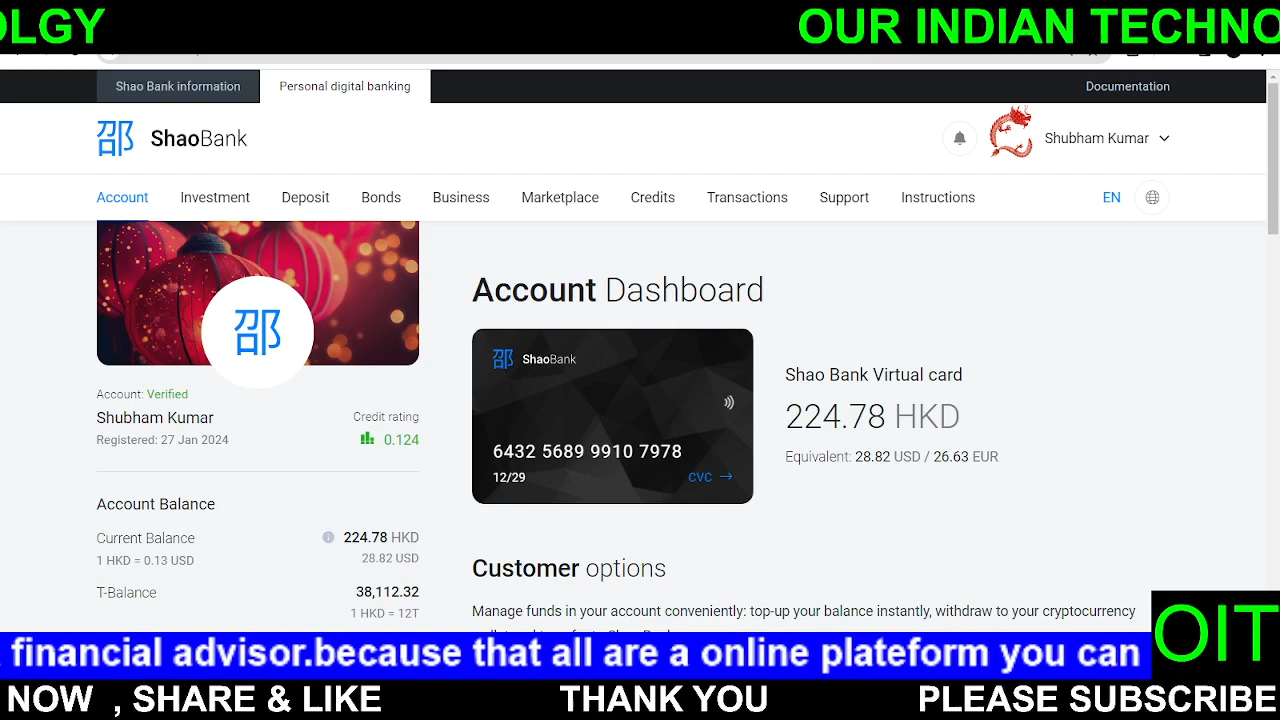 OLGY OUR INDIAN TECHNO
Shao Bank information Personal digital banking Documentation
邵 ShaoBank Shubham Kumar
Account Investment Deposit Bonds Business Marketplace Credits Transactions Support Instructions EN
邵
Account: Verified
Shubham Kumar Credit rating
Registered: 27 Jan 2024 0.124
Account Balance
Current Balance 224.78 HKD
1 HKD = 0.13 USD 28.82 USD
T-Balance 38,112.32
1 HKD = 12T
Account Dashboard
邵 ShaoBank
6432 5689 9910 7978
12/29 CVC →
Shao Bank Virtual card
224.78 HKD
Equivalent: 28.82 USD / 26.63 EUR
Customer options
Manage funds in your account conveniently: top-up your balance instantly, withdraw to your cryptocurrency
financial advisor.because that all are a online plateform you can
OIT
NOW , SHARE & LIKE THANK YOU PLEASE SUBSCRIBE